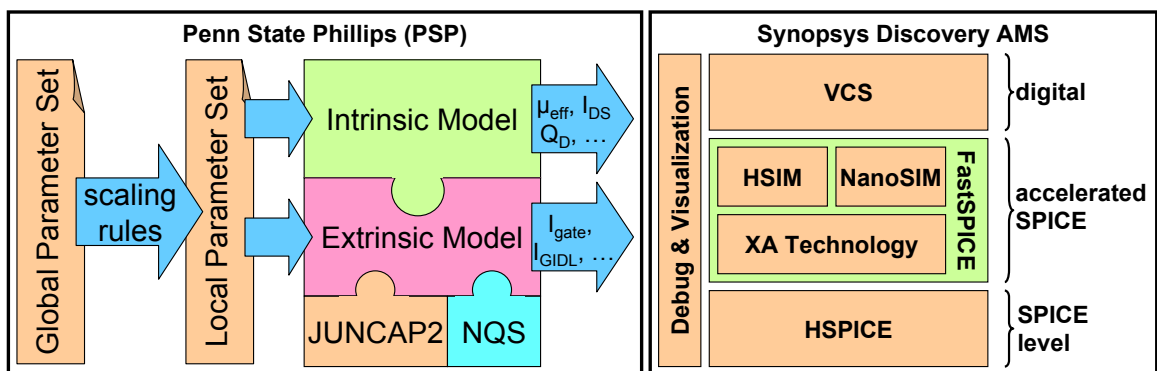 Penn State Phillips (PSP)
Global Parameter Set
scaling
rules
Local Parameter Set
Intrinsic Model
μeff, IDS
QD, ...
Extrinsic Model
Igate,
IGIDL, ...
JUNCAP2
NQS
Synopsys Discovery AMS
Debug & Visualization
VCS
digital
HSIM
NanoSIM
XA Technology
FastSPICE
accelerated
SPICE
HSPICE
SPICE
level